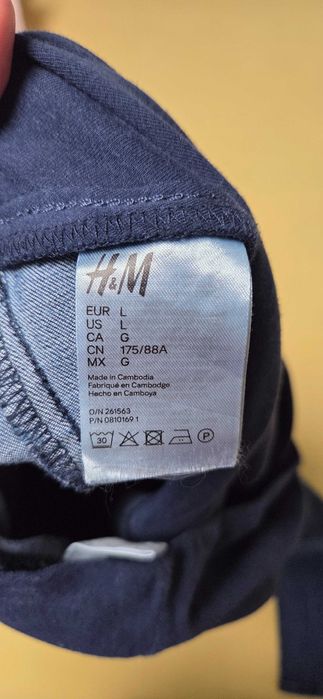 H&M
EUR L
US L
CA G
CN 175/88A
MX G
Made in Cambodia
Fabriqué en Cambodge
Hecho en Camboya
O/N 261563
P/N 0810169 1
30 P